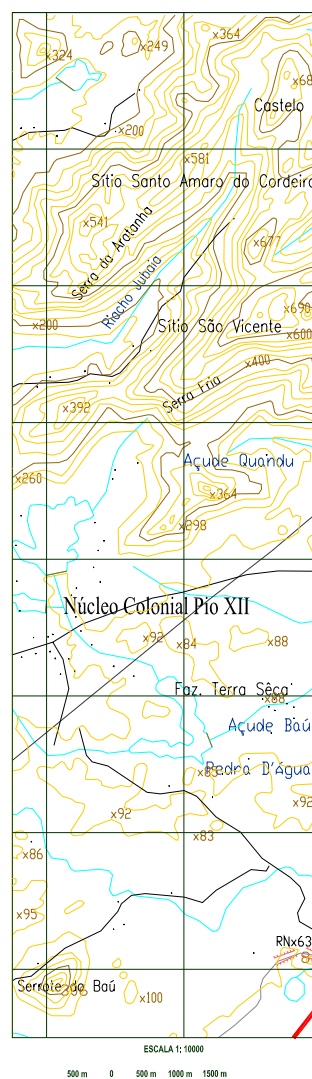 x324
x249
x364
x68
Castelo
x200
x581
Sítio Santo Amaro do Cordeiro
x541
Serra da Aratanha
x677
Riacho Jubaia
x690
x200
Sítio São Vicente
x600
x400
Serra Fria
x392
Açude Quandu
x260
x364
x298
Núcleo Colonial Pio XII
x92
x84
x88
Faz. Terra Sêca
x88
Açude Baú
Pedra D'Água
x85
x92
x92
x83
x86
x95
RNx63
Serrote do Baú
x100
ESCALA 1: 10000
500 m 0 500 m 1000 m 1500 m